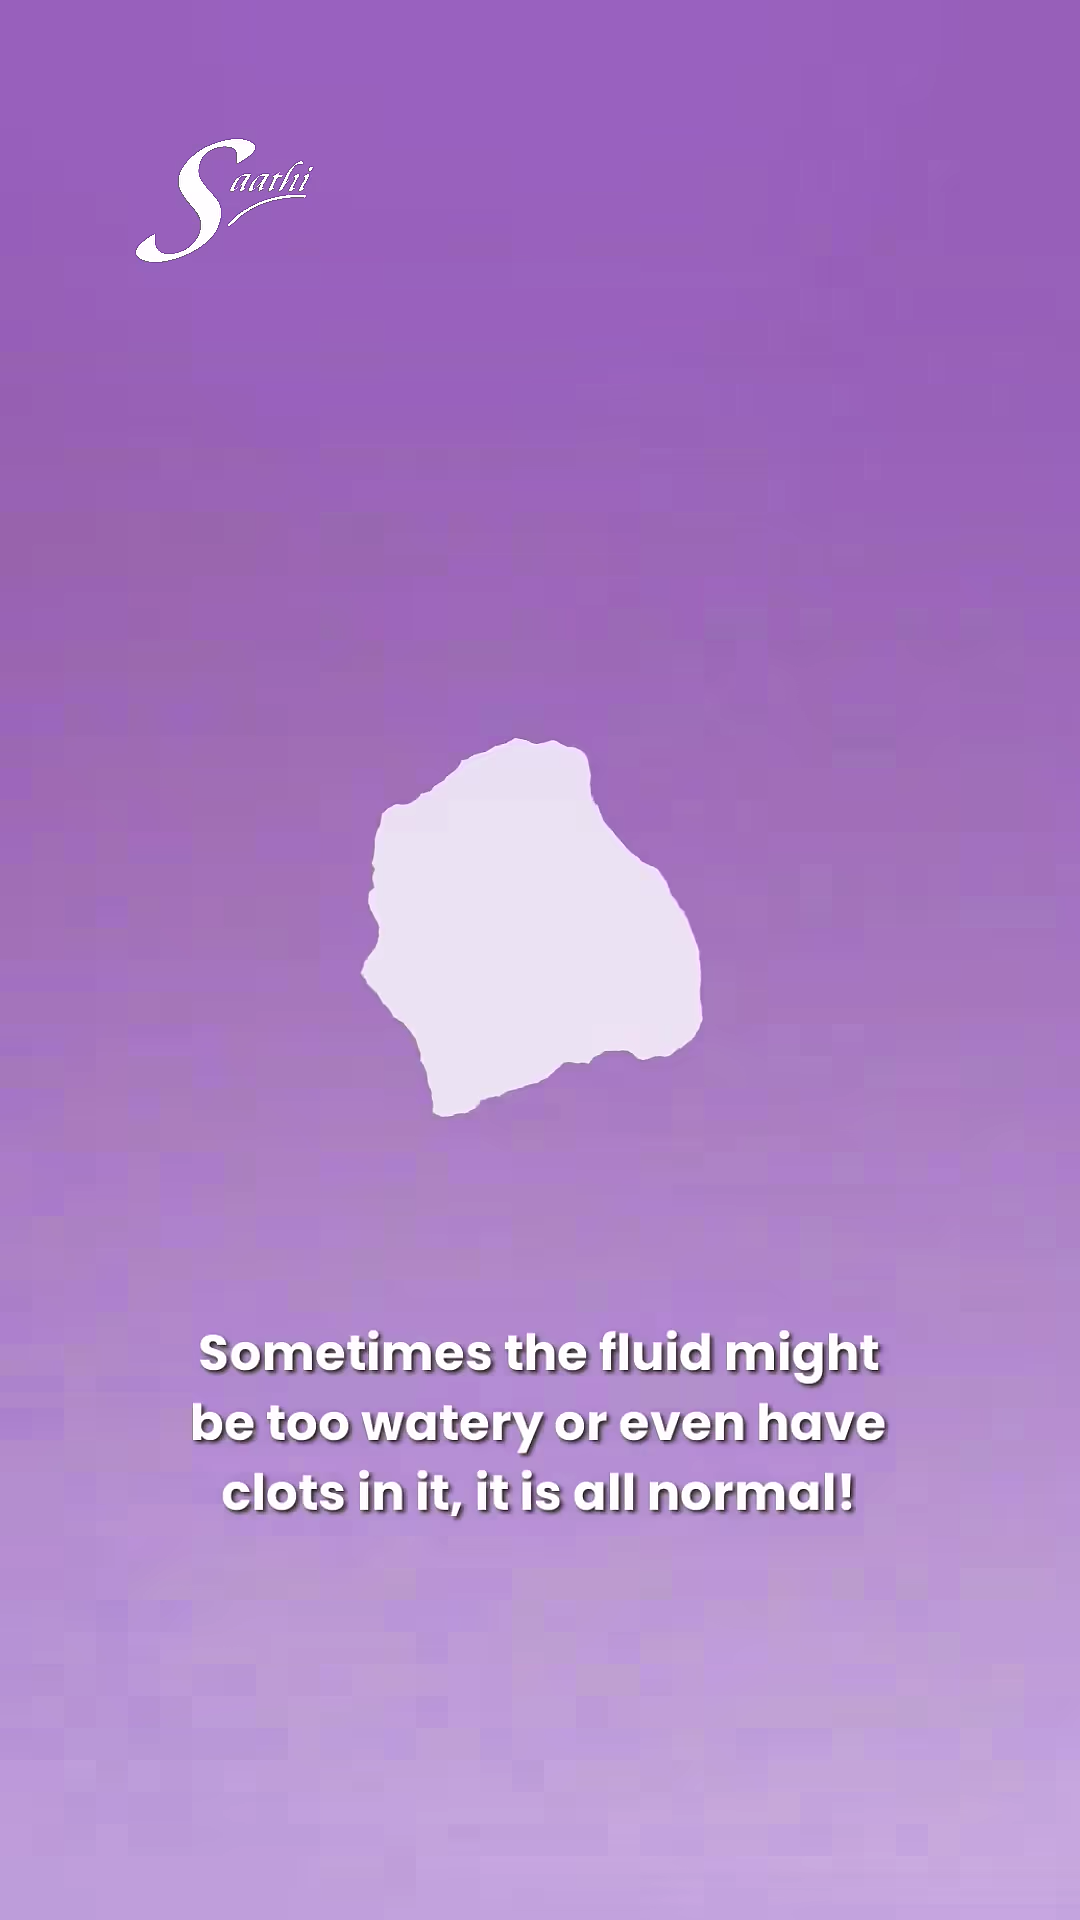 Saathi
Sometimes the fluid might
be too watery or even have
clots in it, it is all normal!